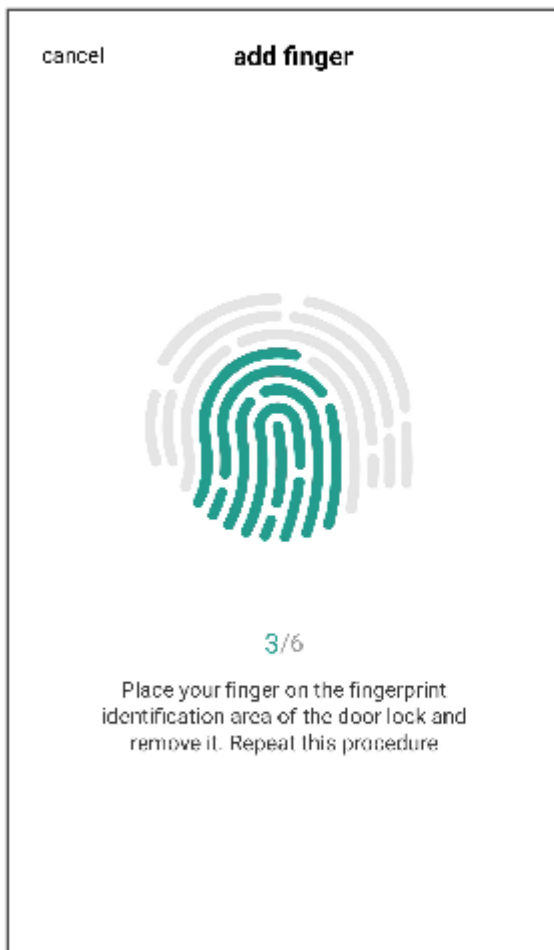 cancel
add finger
3/6
Place your finger on the fingerprint
identification area of the door lock and
remove it. Repeat this procedure